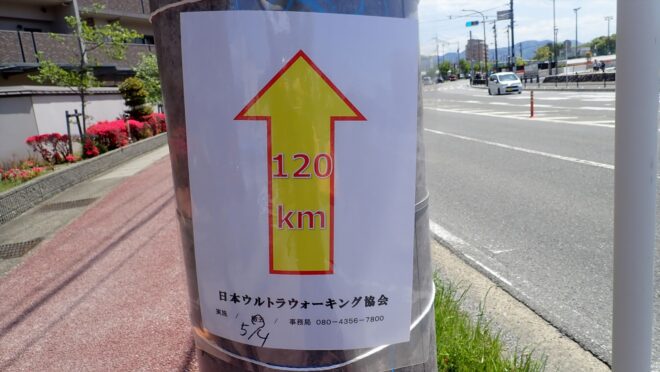 120
km
日本ウルトラウォーキング協会
実施 / / 事務局 080-4356-7800
5/4